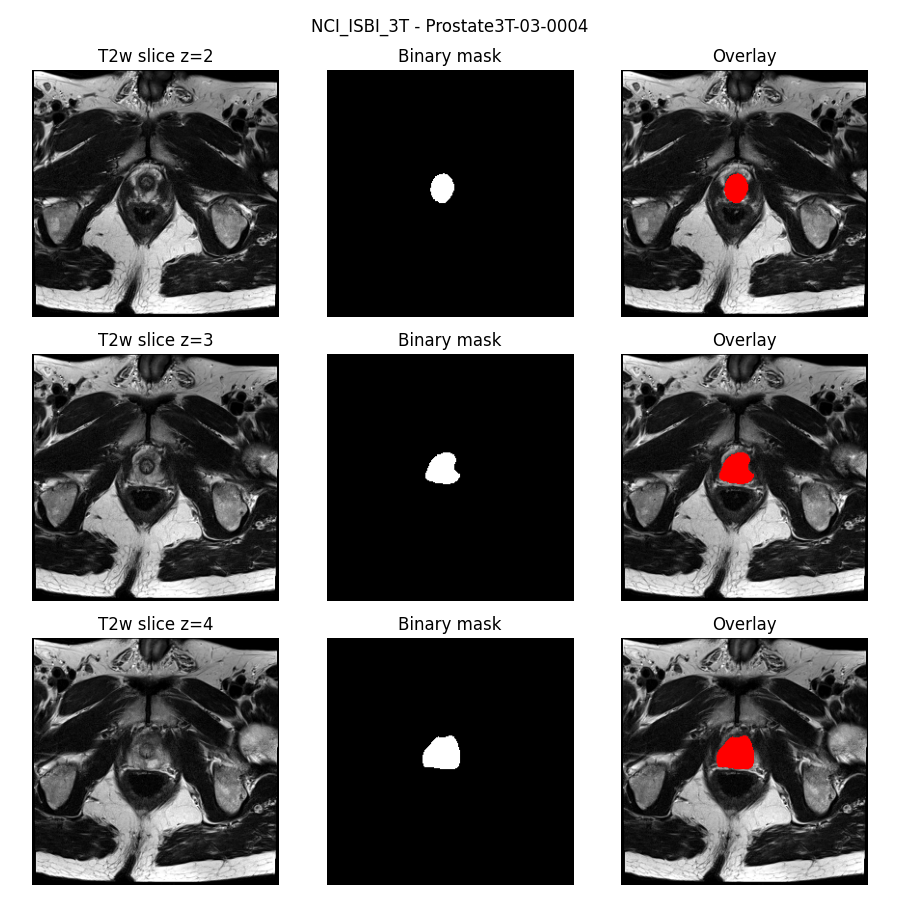 NCI_ISBI_3T - Prostate3T-03-0004
T2w slice z=2
Binary mask
Overlay
T2w slice z=3
Binary mask
Overlay
T2w slice z=4
Binary mask
Overlay